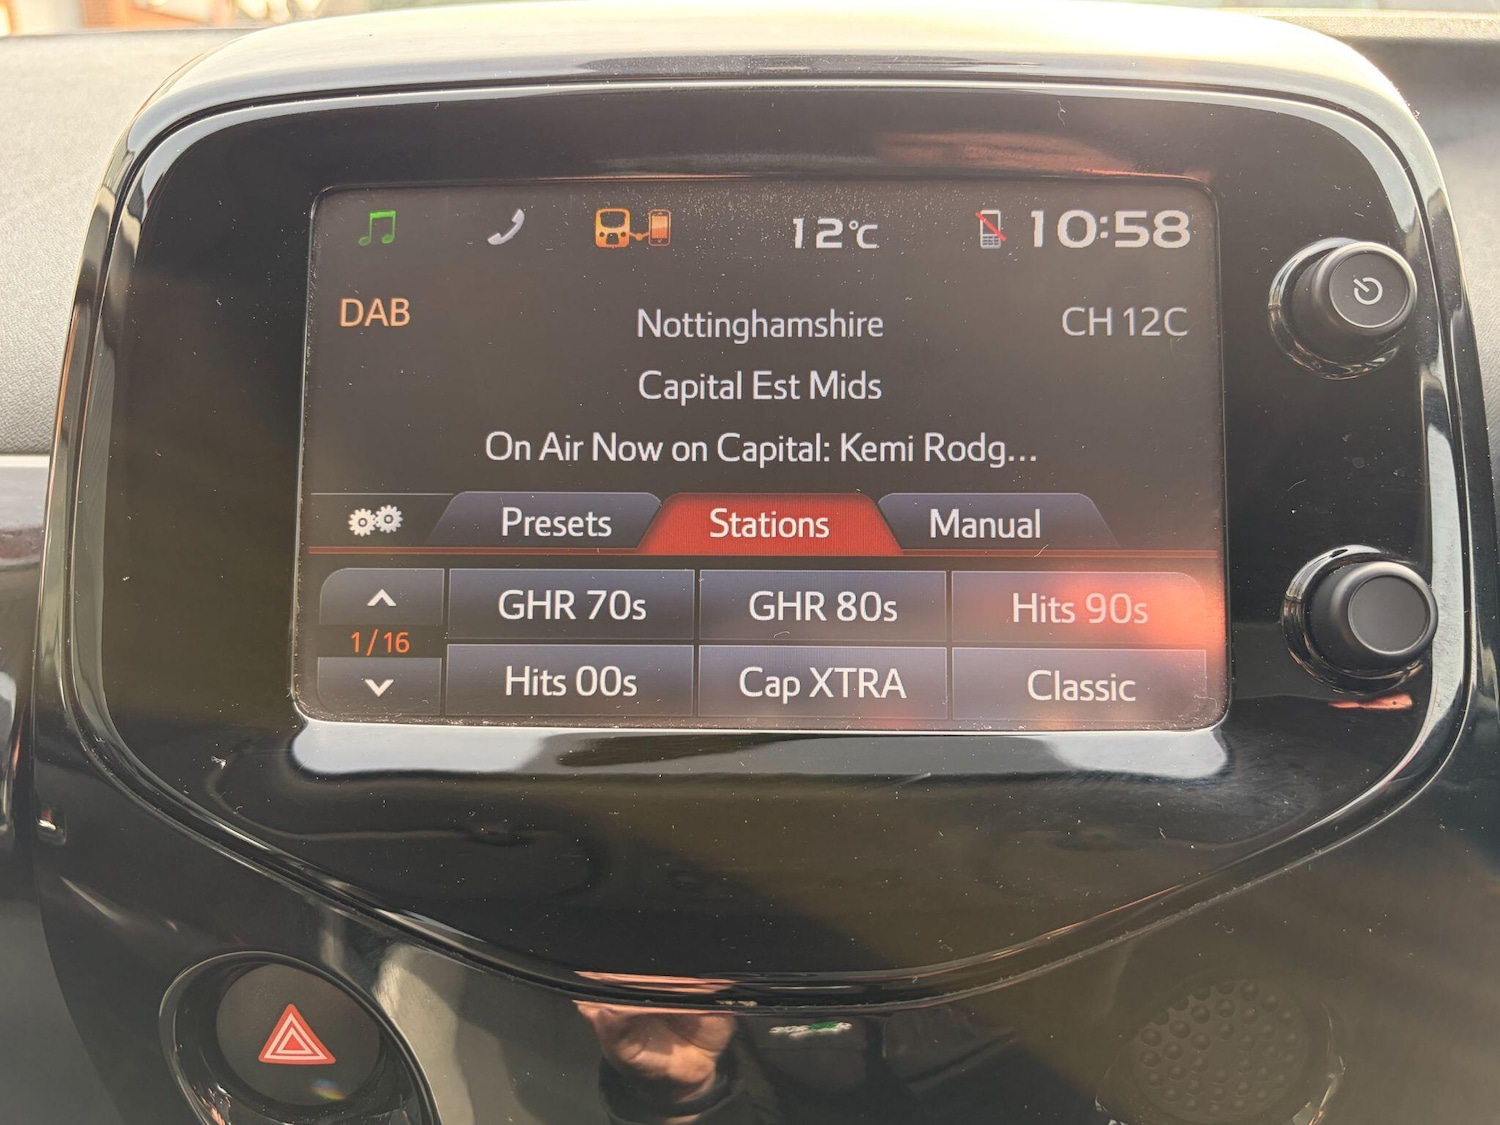 12°C 10:58
DAB Nottinghamshire CH 12C
Capital Est Mids
On Air Now on Capital: Kemi Rodg...
Presets Stations Manual
GHR 70s GHR 80s Hits 90s
1/16
Hits 00s Cap XTRA Classic